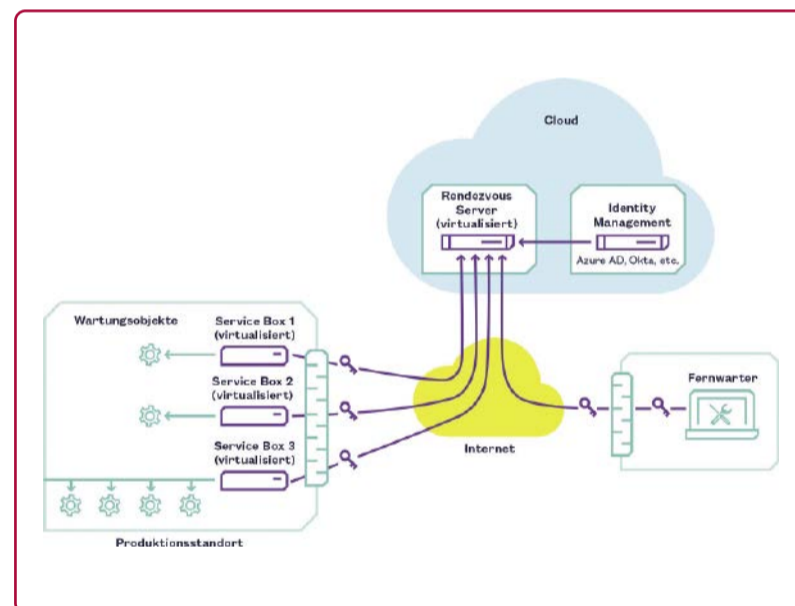 Cloud
Rendezvous
Server
(virtualisiert)
Identity
Management
Azure AD, Okta, etc.
Wartungsobjekte
Service Box 1
(virtualisiert)
Service Box 2
(virtualisiert)
Service Box 3
(virtualisiert)
Produktionsstandort
Internet
Fernwarter